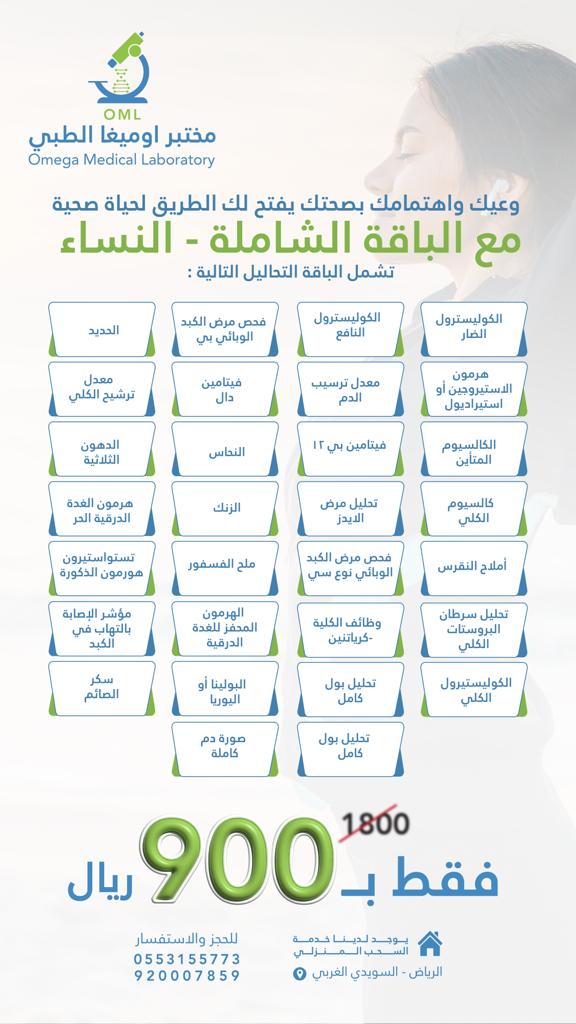 OML
مختبر اوميغا الطبي
Omega Medical Laboratory
وعيك واهتمامك بصحتك يفتح لك الطريق لحياة صحية
مع الباقة الشاملة - النساء
تشمل الباقة التحاليل التالية :
الكوليسترول
الضار
الكوليسترول
النافع
فحص مرض الكبد
الوبائي بي
الحديد
هرمون
الاستيروجين أو
استيراديول
معدل ترسيب
الدم
فيتامين
دال
معدل
ترشيح الكلي
الكالسيوم
المتأين
فيتامين بي ١٢
النحاس
الدهون
الثلاثية
كالسيوم
الكلي
تحليل مرض
الايدز
الزنك
هرمون الغدة
الدرقية الحر
أملاح النقرس
فحص مرض الكبد
الوبائي نوع سي
ملح الفسفور
تستواستيرون
هورمون الذكورة
تحليل سرطان
البروستات
الكلي
وظائف الكلية
-كرياتنين
الهرمون
المحفز للغدة
الدرقية
مؤشر الإصابة
بالتهاب في
الكبد
الكوليستيرول
الكلي
تحليل بول
كامل
البولينا أو
اليوريا
سكر
الصائم
تحليل بول
كامل
صورة دم
كاملة
1800
فقط بـ 900 ريال
يوجد لدينا خدمة
السحب المنزلي
الرياض - السويدي الغربي
للحجز والاستفسار
0553155773
920007859